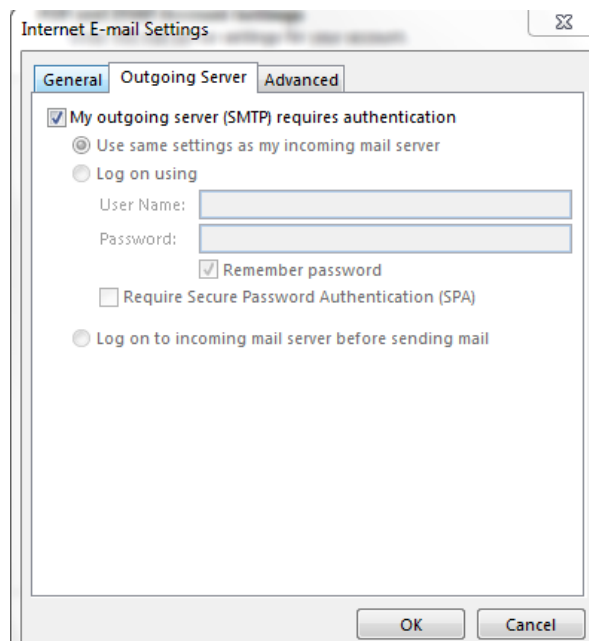 Internet E-mail Settings
General Outgoing Server Advanced
My outgoing server (SMTP) requires authentication
Use same settings as my incoming mail server
Log on using
User Name:
Password:
Remember password
Require Secure Password Authentication (SPA)
Log on to incoming mail server before sending mail
OK Cancel